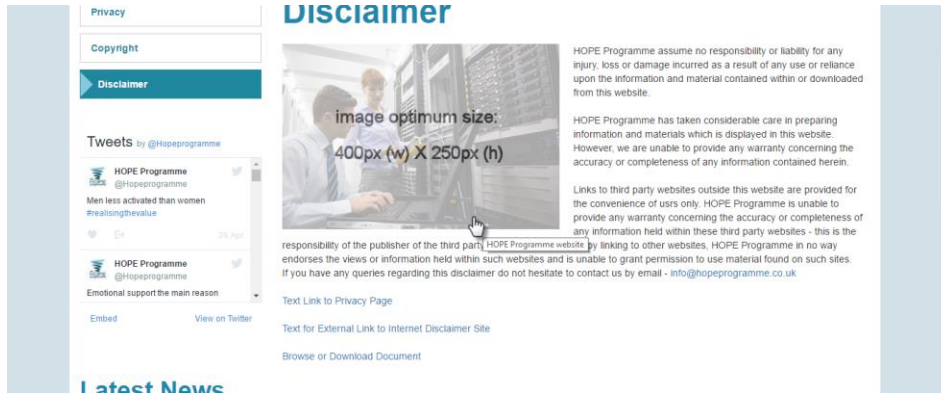 Privacy
Copyright
Disclaimer
Tweets by @Hopeprogramme
HOPE Programme
@Hopeprogramme
Men less activated than women
#realisingthevalue
28 Apr
HOPE Programme
@Hopeprogramme
Emotional support the main reason
Embed View on Twitter
Latest News
Disclaimer
image optimum size:
400px (w) X 250px (h)
HOPE Programme assume no responsibility or liability for any
injury, loss or damage incurred as a result of any use or reliance
upon the information and material contained within or downloaded
from this website.
HOPE Programme has taken considerable care in preparing
information and materials which is displayed in this website.
However, we are unable to provide any warranty concerning the
accuracy or completeness of any information contained herein.
Links to third party websites outside this website are provided for
the convenience of usrs only. HOPE Programme is unable to
provide any warranty concerning the accuracy or completeness of
any information held within these third party websites - this is the
responsibility of the publisher of the third party HOPE Programme website by linking to other websites, HOPE Programme in no way
endorses the views or information held within such websites and is unable to grant permission to use material found on such sites.
If you have any queries regarding this disclaimer do not hesitate to contact us by email - info@hopeprogramme.co.uk
Text Link to Privacy Page
Text for External Link to Internet Disclaimer Site
Browse or Download Document